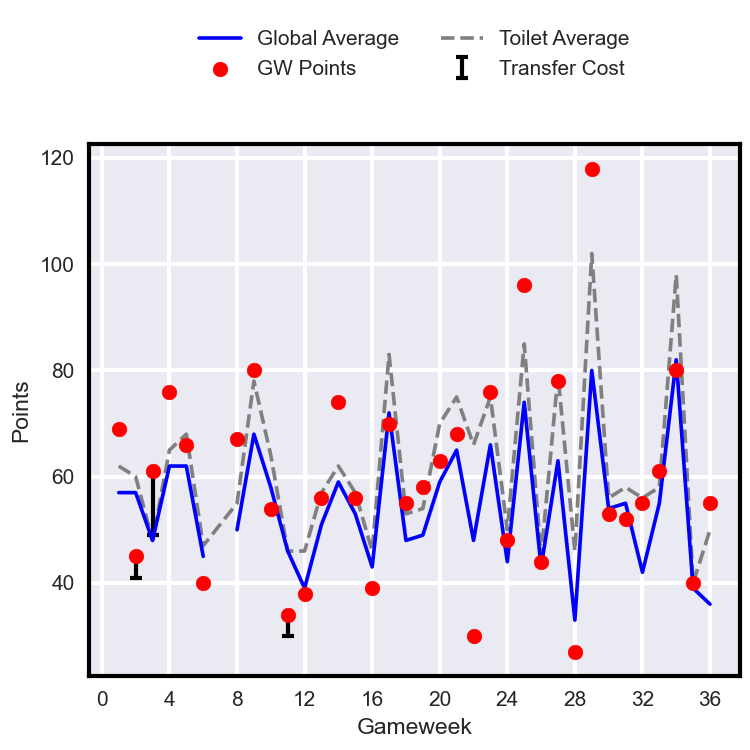 Global Average
GW Points
Toilet Average
Transfer Cost
120
100
80
60
40
Points
0 4 8 12 16 20 24 28 32 36
Gameweek